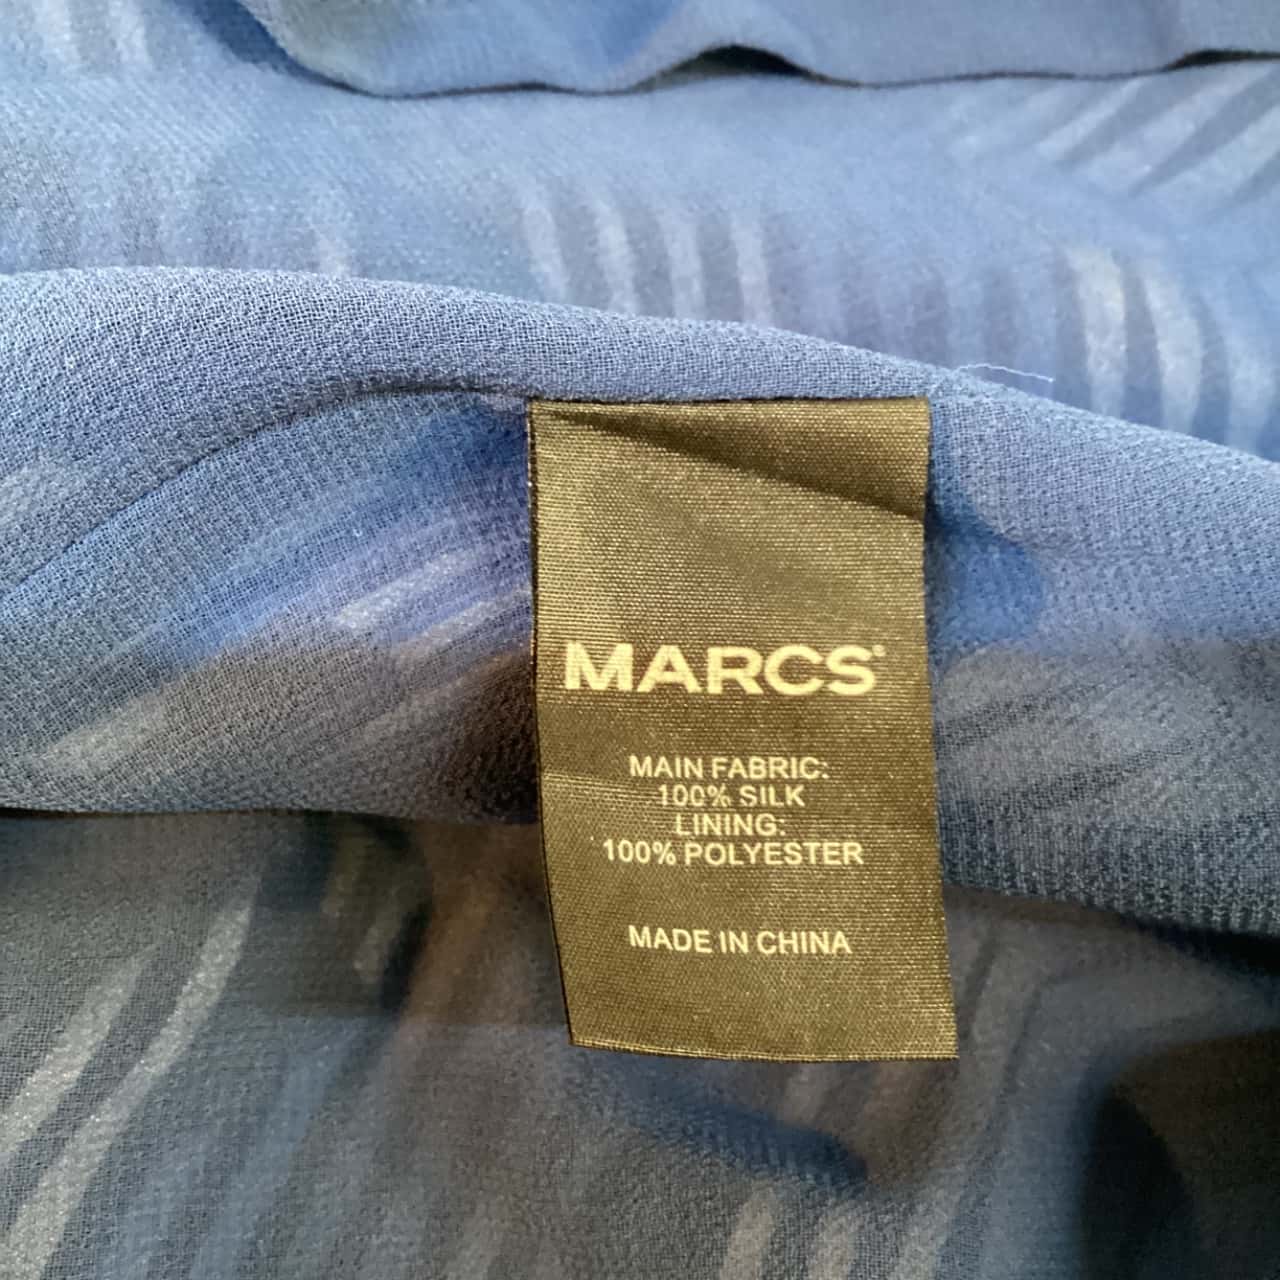 MARCS
MAIN FABRIC:
100% SILK
LINING:
100% POLYESTER
MADE IN CHINA